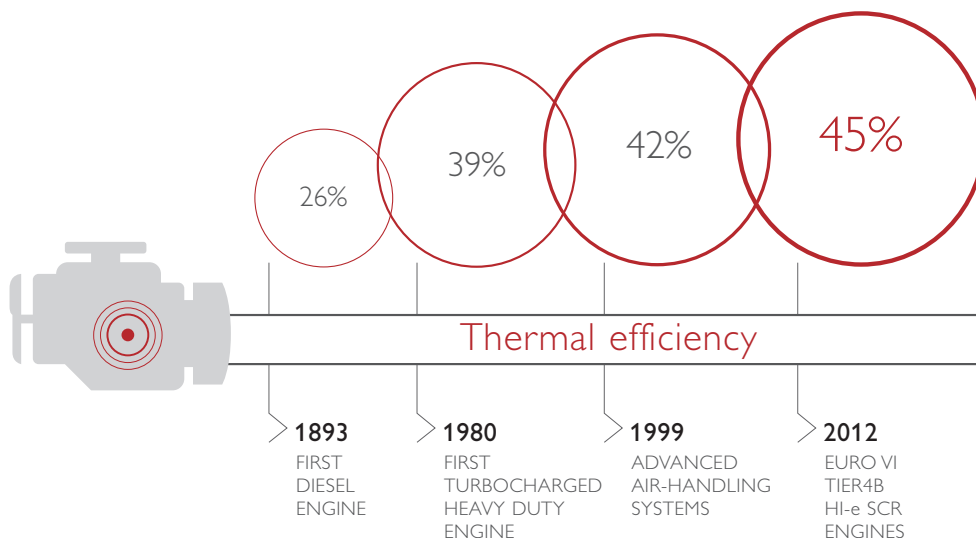 26%
39%
42%
45%
Thermal efficiency
1893
FIRST
DIESEL
ENGINE
1980
FIRST
TURBOCHARGED
HEAVY DUTY
ENGINE
1999
ADVANCED
AIR-HANDLING
SYSTEMS
2012
EURO VI
TIER4B
HI-e SCR
ENGINES